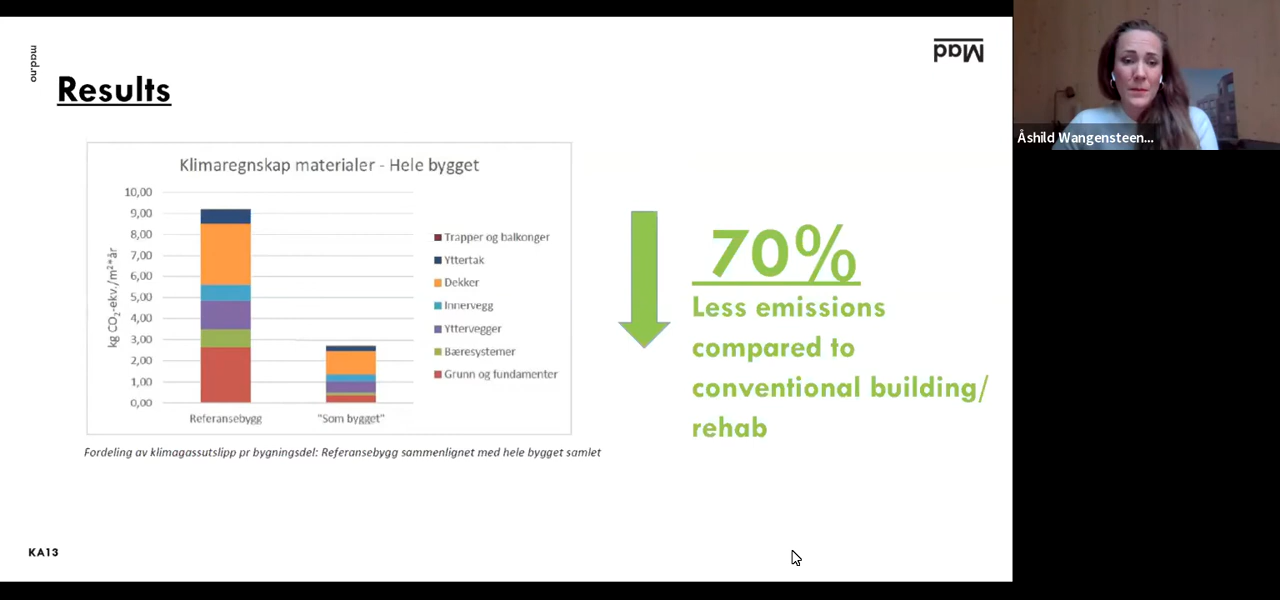 mad.no
Mad
Results
Klimaregnskap materialer - Hele bygget
kg CO₂-ekv./m²*år
10,00
9,00
8,00
7,00
6,00
5,00
4,00
3,00
2,00
1,00
0,00
Referansebygg
"Som bygget"
Trapper og balkonger
Yttertak
Dekker
Innervegg
Yttervegger
Bæresystemer
Grunn og fundamenter
Fordeling av klimagassutslipp pr bygningsdel: Referansebygg sammenlignet med hele bygget samlet
70%
Less emissions
compared to
conventional building/
rehab
KA13
Åshild Wangensteen...